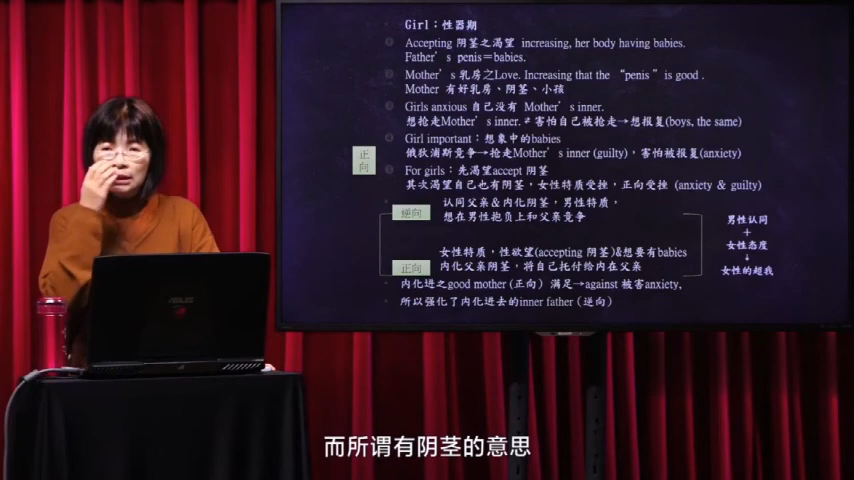 Girl：性器期
① Accepting 阴茎之渴望 increasing, her body having babies.
Father's penis＝babies.
② Mother's 乳房之Love. Increasing that the “penis”is good .
Mother 有好乳房、阴茎、小孩
③ Girls anxious 自己没有 Mother's inner.
想抢走Mother's inner.≠害怕自己被抢走→想报复(boys, the same)
④ Girl important：想象中的babies
俄狄浦斯竞争→抢走Mother's inner (guilty)，害怕被报复(anxiety)
正向
⑤ For girls：先渴望accept 阴茎
其次渴望自己也有阴茎，女性特质受挫，正向受挫 (anxiety & guilty)
认同父亲&内化阴茎，男性特质，
逆向
想在男性抱负上和父亲竞争
女性特质，性欲望(accepting 阴茎)&想要有babies
正向
内化父亲阴茎，将自己托付给内在父亲
男性认同
＋
女性态度
↓
女性的超我
内化进之good mother (正向) 满足→against 被害anxiety,
所以强化了内化进去的inner father (逆向)
ASUS
而所谓有阴茎的意思